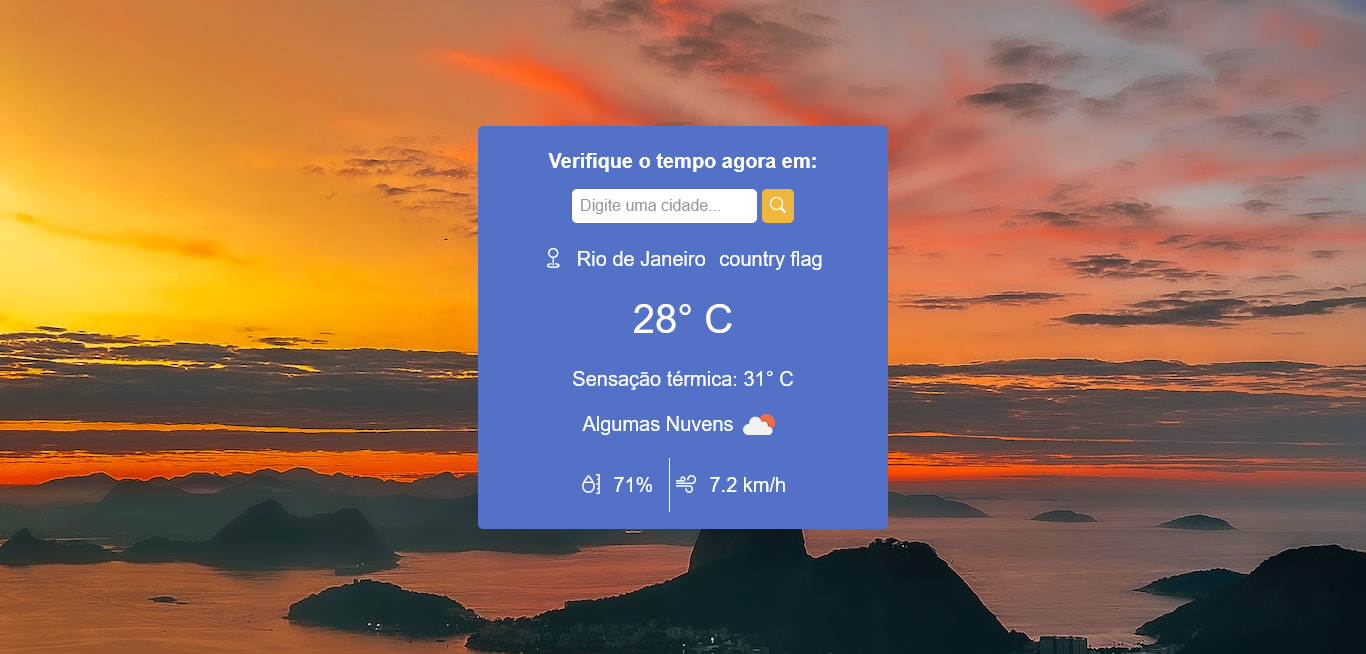 Verifique o tempo agora em:
Digite uma cidade...
Rio de Janeiro country flag
28° C
Sensação térmica: 31° C
Algumas Nuvens
71% 7.2 km/h